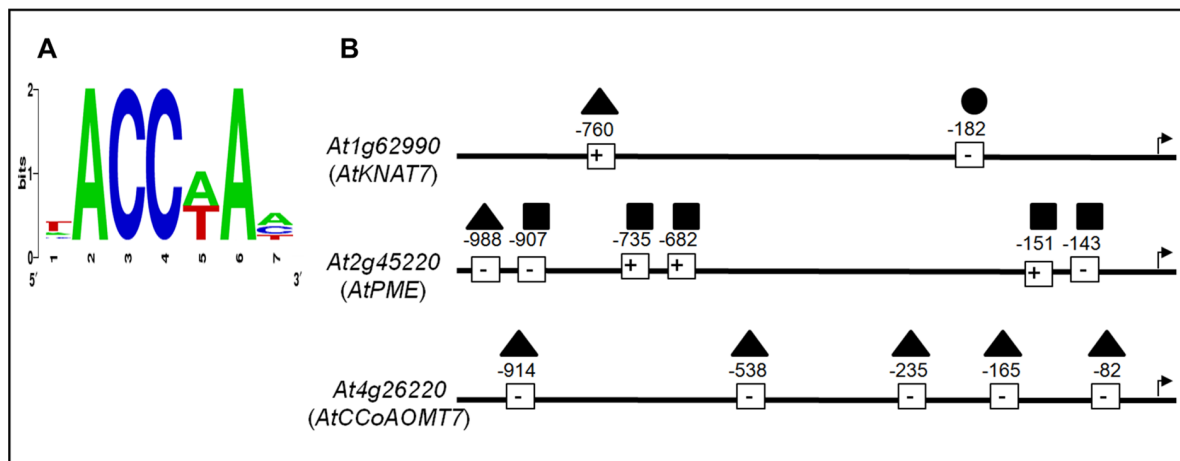 A
B
2
1
0
bits
TACCAAA
T C
1 2 3 4 5 6 7
5' 3'
-760 -182
+ -
At1g62990
(AtKNAT7)
-988 -907 -735 -682 -151 -143
- - + + + -
At2g45220
(AtPME)
-914 -538 -235 -165 -82
- - - - -
At4g26220
(AtCCoAOMT7)